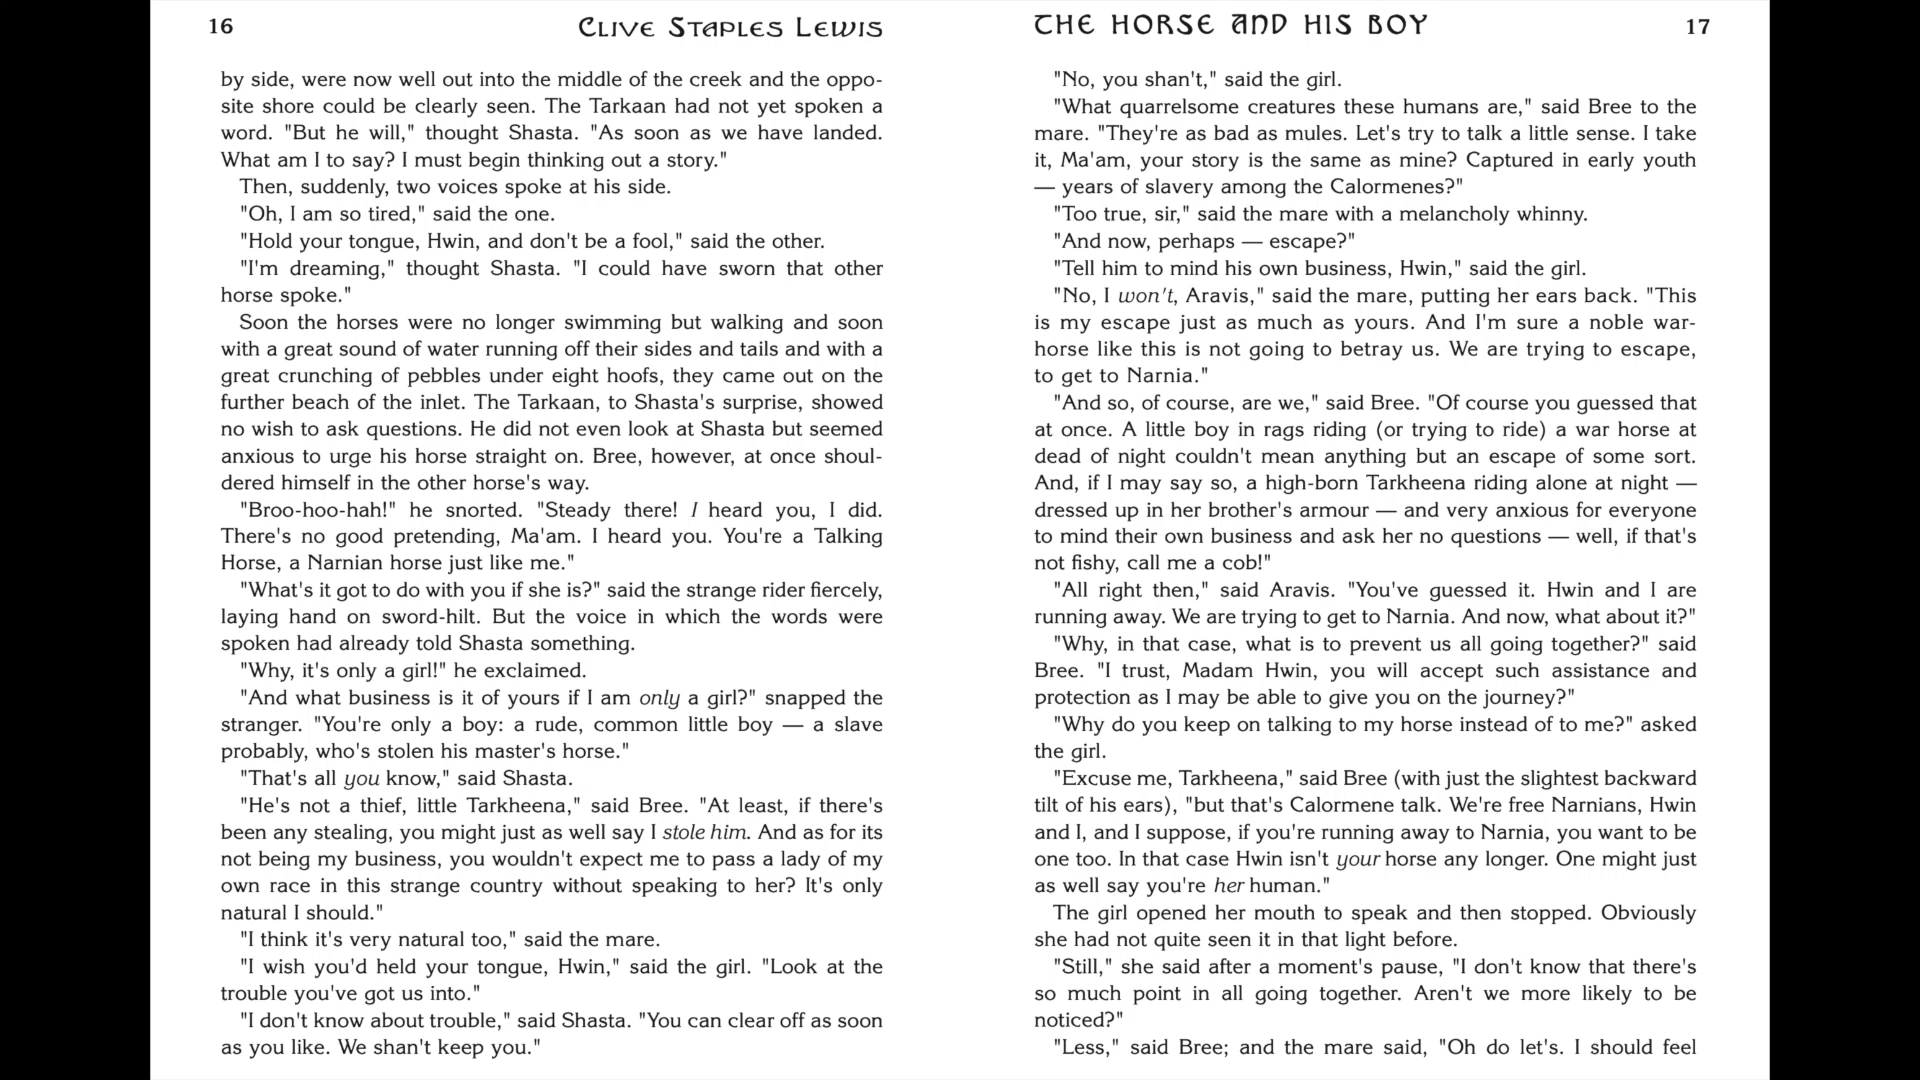 16
Clive Staples Lewis
by side, were now well out into the middle of the creek and the oppo-
site shore could be clearly seen. The Tarkaan had not yet spoken a
word. "But he will," thought Shasta. "As soon as we have landed.
What am I to say? I must begin thinking out a story."
Then, suddenly, two voices spoke at his side.
"Oh, I am so tired," said the one.
"Hold your tongue, Hwin, and don't be a fool," said the other.
"I'm dreaming," thought Shasta. "I could have sworn that other
horse spoke."
Soon the horses were no longer swimming but walking and soon
with a great sound of water running off their sides and tails and with a
great crunching of pebbles under eight hoofs, they came out on the
further beach of the inlet. The Tarkaan, to Shasta's surprise, showed
no wish to ask questions. He did not even look at Shasta but seemed
anxious to urge his horse straight on. Bree, however, at once shoul-
dered himself in the other horse's way.
"Broo-hoo-hah!" he snorted. "Steady there! I heard you, I did.
There's no good pretending, Ma'am. I heard you. You're a Talking
Horse, a Narnian horse just like me."
"What's it got to do with you if she is?" said the strange rider fiercely,
laying hand on sword-hilt. But the voice in which the words were
spoken had already told Shasta something.
"Why, it's only a girl!" he exclaimed.
"And what business is it of yours if I am only a girl?" snapped the
stranger. "You're only a boy: a rude, common little boy — a slave
probably, who's stolen his master's horse."
"That's all you know," said Shasta.
"He's not a thief, little Tarkheena," said Bree. "At least, if there's
been any stealing, you might just as well say I stole him. And as for its
not being my business, you wouldn't expect me to pass a lady of my
own race in this strange country without speaking to her? It's only
natural I should."
"I think it's very natural too," said the mare.
"I wish you'd held your tongue, Hwin," said the girl. "Look at the
trouble you've got us into."
"I don't know about trouble," said Shasta. "You can clear off as soon
as you like. We shan't keep you."
THE HORSE AND HIS BOY
17
"No, you shan't," said the girl.
"What quarrelsome creatures these humans are," said Bree to the
mare. "They're as bad as mules. Let's try to talk a little sense. I take
it, Ma'am, your story is the same as mine? Captured in early youth
— years of slavery among the Calormenes?"
"Too true, sir," said the mare with a melancholy whinny.
"And now, perhaps — escape?"
"Tell him to mind his own business, Hwin," said the girl.
"No, I won't, Aravis," said the mare, putting her ears back. "This
is my escape just as much as yours. And I'm sure a noble war-
horse like this is not going to betray us. We are trying to escape,
to get to Narnia."
"And so, of course, are we," said Bree. "Of course you guessed that
at once. A little boy in rags riding (or trying to ride) a war horse at
dead of night couldn't mean anything but an escape of some sort.
And, if I may say so, a high-born Tarkheena riding alone at night —
dressed up in her brother's armour — and very anxious for everyone
to mind their own business and ask her no questions — well, if that's
not fishy, call me a cob!"
"All right then," said Aravis. "You've guessed it. Hwin and I are
running away. We are trying to get to Narnia. And now, what about it?"
"Why, in that case, what is to prevent us all going together?" said
Bree. "I trust, Madam Hwin, you will accept such assistance and
protection as I may be able to give you on the journey?"
"Why do you keep on talking to my horse instead of to me?" asked
the girl.
"Excuse me, Tarkheena," said Bree (with just the slightest backward
tilt of his ears), "but that's Calormene talk. We're free Narnians, Hwin
and I, and I suppose, if you're running away to Narnia, you want to be
one too. In that case Hwin isn't your horse any longer. One might just
as well say you're her human."
The girl opened her mouth to speak and then stopped. Obviously
she had not quite seen it in that light before.
"Still," she said after a moment's pause, "I don't know that there's
so much point in all going together. Aren't we more likely to be
noticed?"
"Less," said Bree; and the mare said, "Oh do let's. I should feel